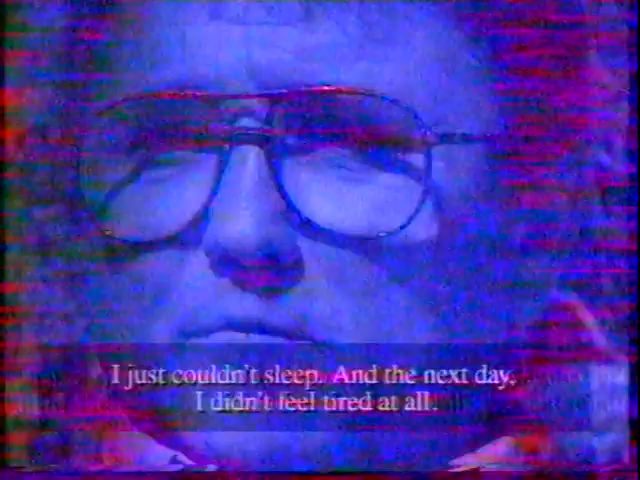 I just couldn't sleep. And the next day,
I didn't feel tired at all.